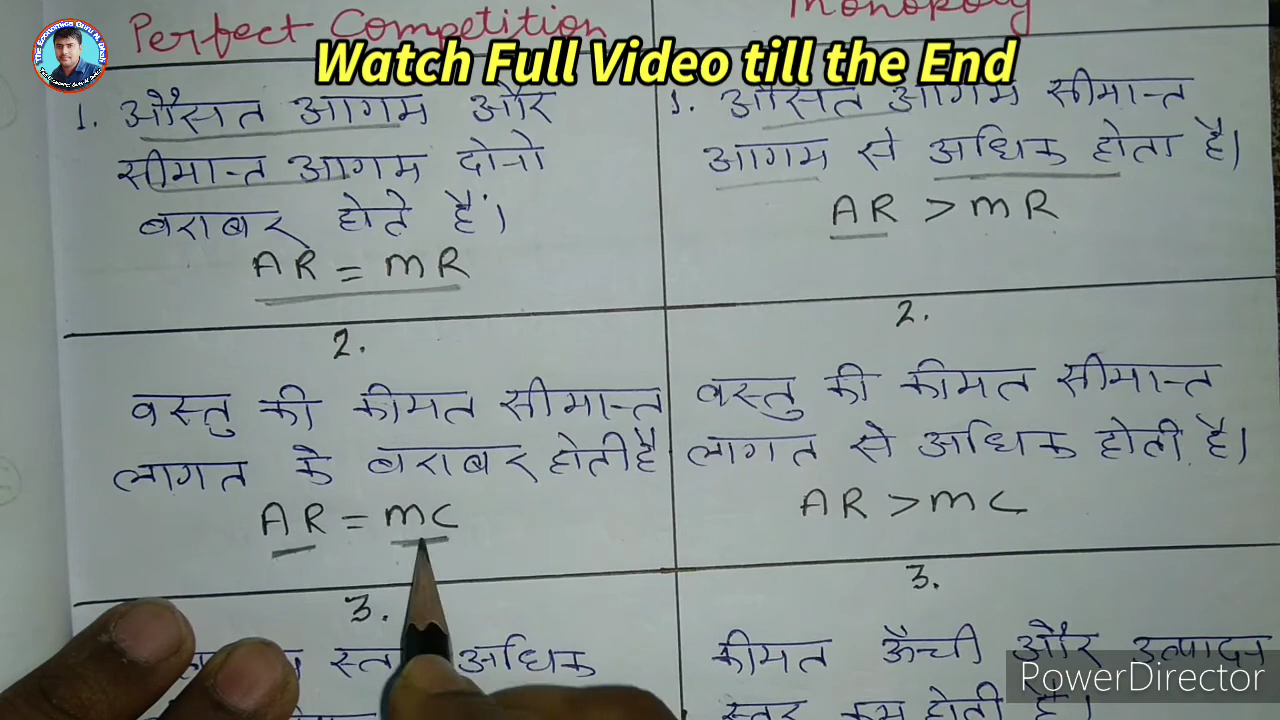 Perfect Competition
Monopoly
Watch Full Video till the End
1. औसत आगम और
सीमान्त आगम दोनो
बराबर होते हैं।
AR = MR
1. औसत आगम सीमान्त
आगम से अधिक होता है।
AR > MR
2.
वस्तु की कीमत सीमान्त
लागत के बराबर होती है
AR = MC
2.
वस्तु की कीमत सीमान्त
लागत से अधिक होती है।
AR > MC
3.
अधिक
3.
कीमत ऊँची और उत्पादन
स्तर कम होती है।
PowerDirector